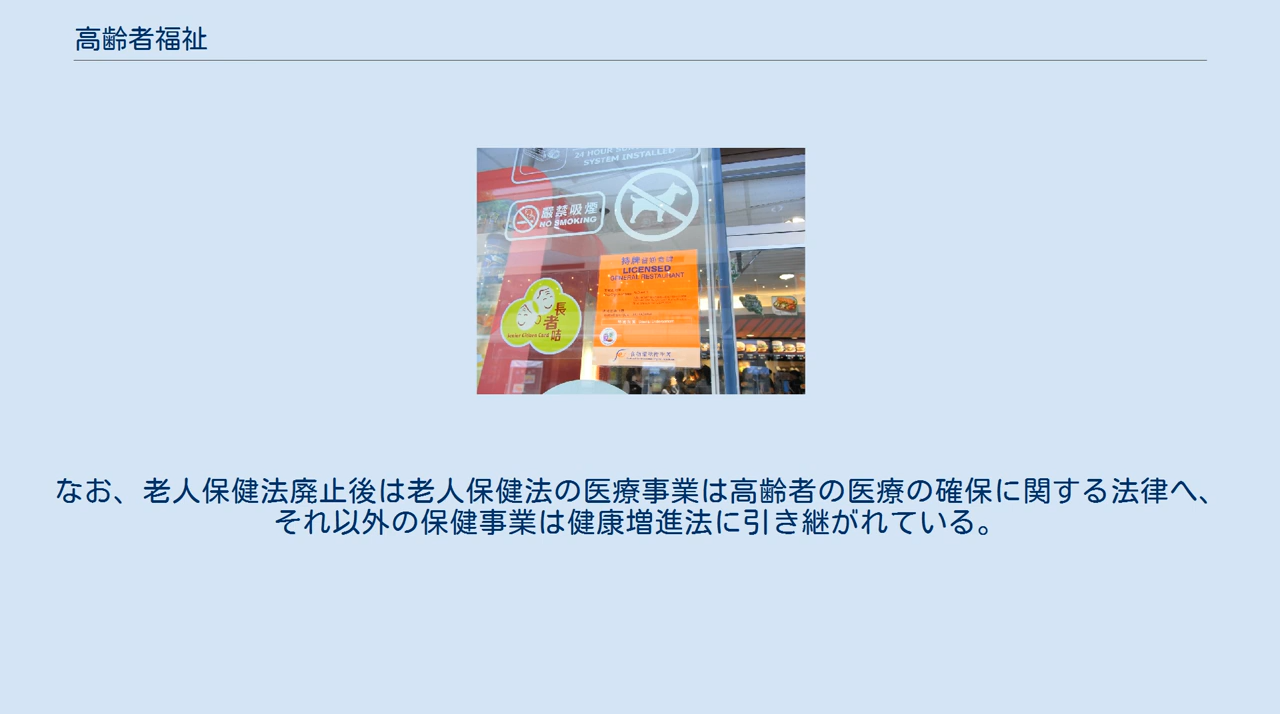 高齢者福祉
24 HOUR
SYSTEM INSTALLED
嚴禁吸煙
NO SMOKING
持牌
LICENSED
GENERAL RESTAURANT
長者咭
Senior Citizen Card
なお、老人保健法廃止後は老人保健法の医療事業は高齢者の医療の確保に関する法律へ、
それ以外の保健事業は健康増進法に引き継がれている。